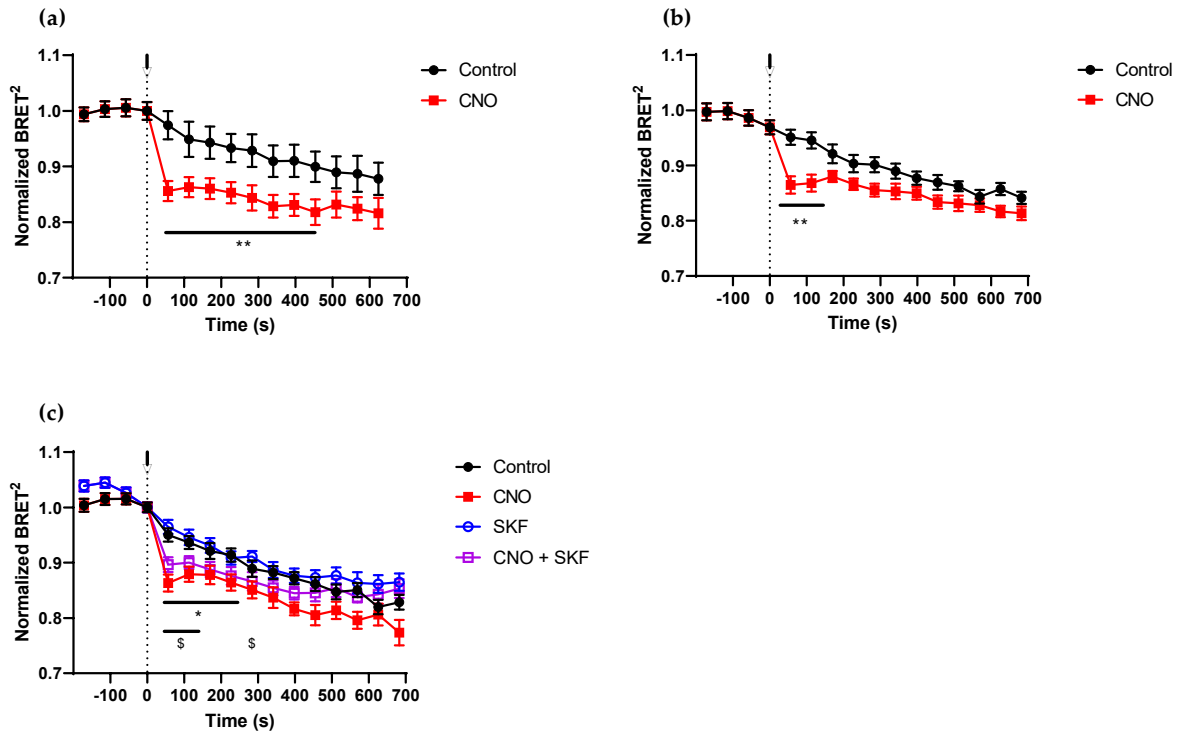 (a)
Normalized BRET²
1.1
1.0
0.9
0.8
0.7
**
-100 0 100 200 300 400 500 600 700
Time (s)
Control
CNO
(b)
Normalized BRET²
1.1
1.0
0.9
0.8
0.7
**
-100 0 100 200 300 400 500 600 700
Time (s)
Control
CNO
(c)
Normalized BRET²
1.1
1.0
0.9
0.8
0.7
*
$ $
-100 0 100 200 300 400 500 600 700
Time (s)
Control
CNO
SKF
CNO + SKF